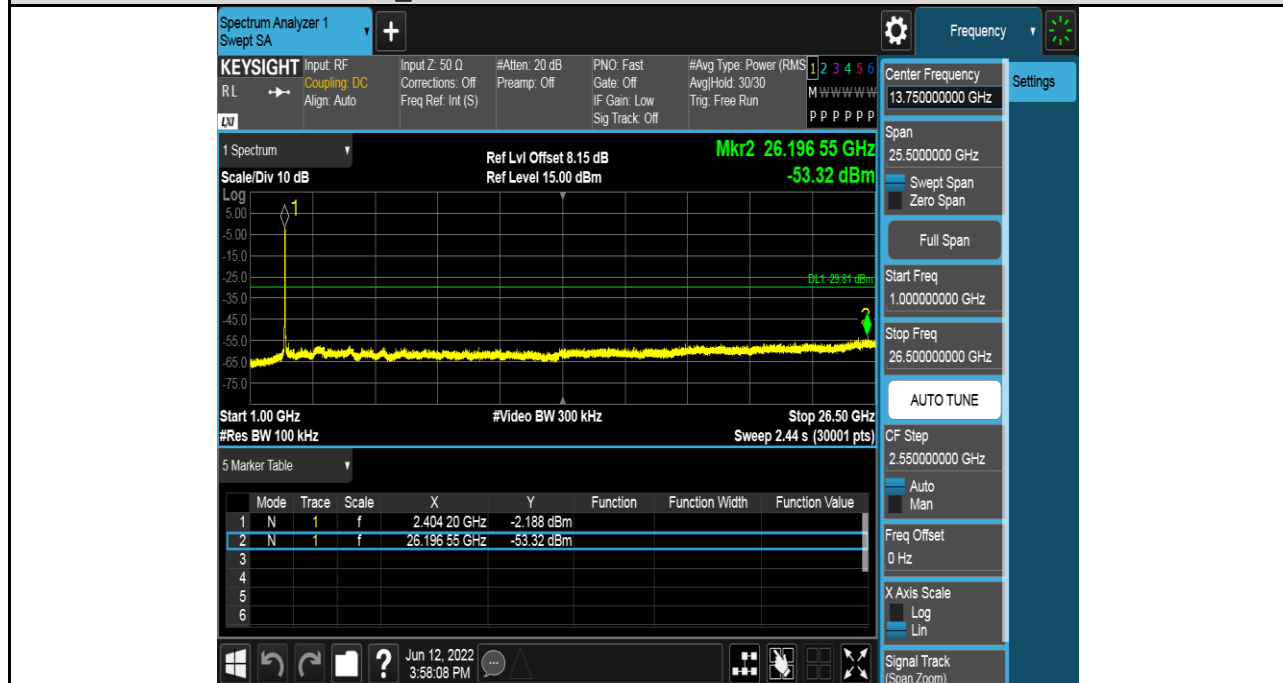 Spectrum Analyzer 1
Swept SA
+
Frequency
KEYSIGHT
RL
LXI
Input: RF
Coupling: DC
Align: Auto
Input Z: 50 Ω
Corrections: Off
Freq Ref: Int (S)
#Atten: 20 dB
Preamp: Off
PNO: Fast
Gate: Off
IF Gain: Low
Sig Track: Off
#Avg Type: Power (RMS
Avg|Hold: 30/30
Trig: Free Run
1 2 3 4 5 6
M W W W W W
P P P P P P
1 Spectrum
Scale/Div 10 dB
Ref Lvl Offset 8.15 dB
Ref Level 15.00 dBm
Mkr2 26.196 55 GHz
-53.32 dBm
Log
5.00
-5.00
-15.0
-25.0
-35.0
-45.0
-55.0
-65.0
-75.0
1
2
DL1 -29.81 dBm
Start 1.00 GHz
#Res BW 100 kHz
#Video BW 300 kHz
Stop 26.50 GHz
Sweep 2.44 s (30001 pts)
5 Marker Table
Mode Trace Scale X Y Function Function Width Function Value
1 N 1 f 2.404 20 GHz -2.188 dBm
2 N 1 f 26.196 55 GHz -53.32 dBm
3
4
5
6
?
Jun 12, 2022
3:58:08 PM
Center Frequency
13.750000000 GHz
Settings
Span
25.5000000 GHz
Swept Span
Zero Span
Full Span
Start Freq
1.000000000 GHz
Stop Freq
26.500000000 GHz
AUTO TUNE
CF Step
2.550000000 GHz
Auto
Man
Freq Offset
0 Hz
X Axis Scale
Log
Lin
Signal Track
(Span Zoom)